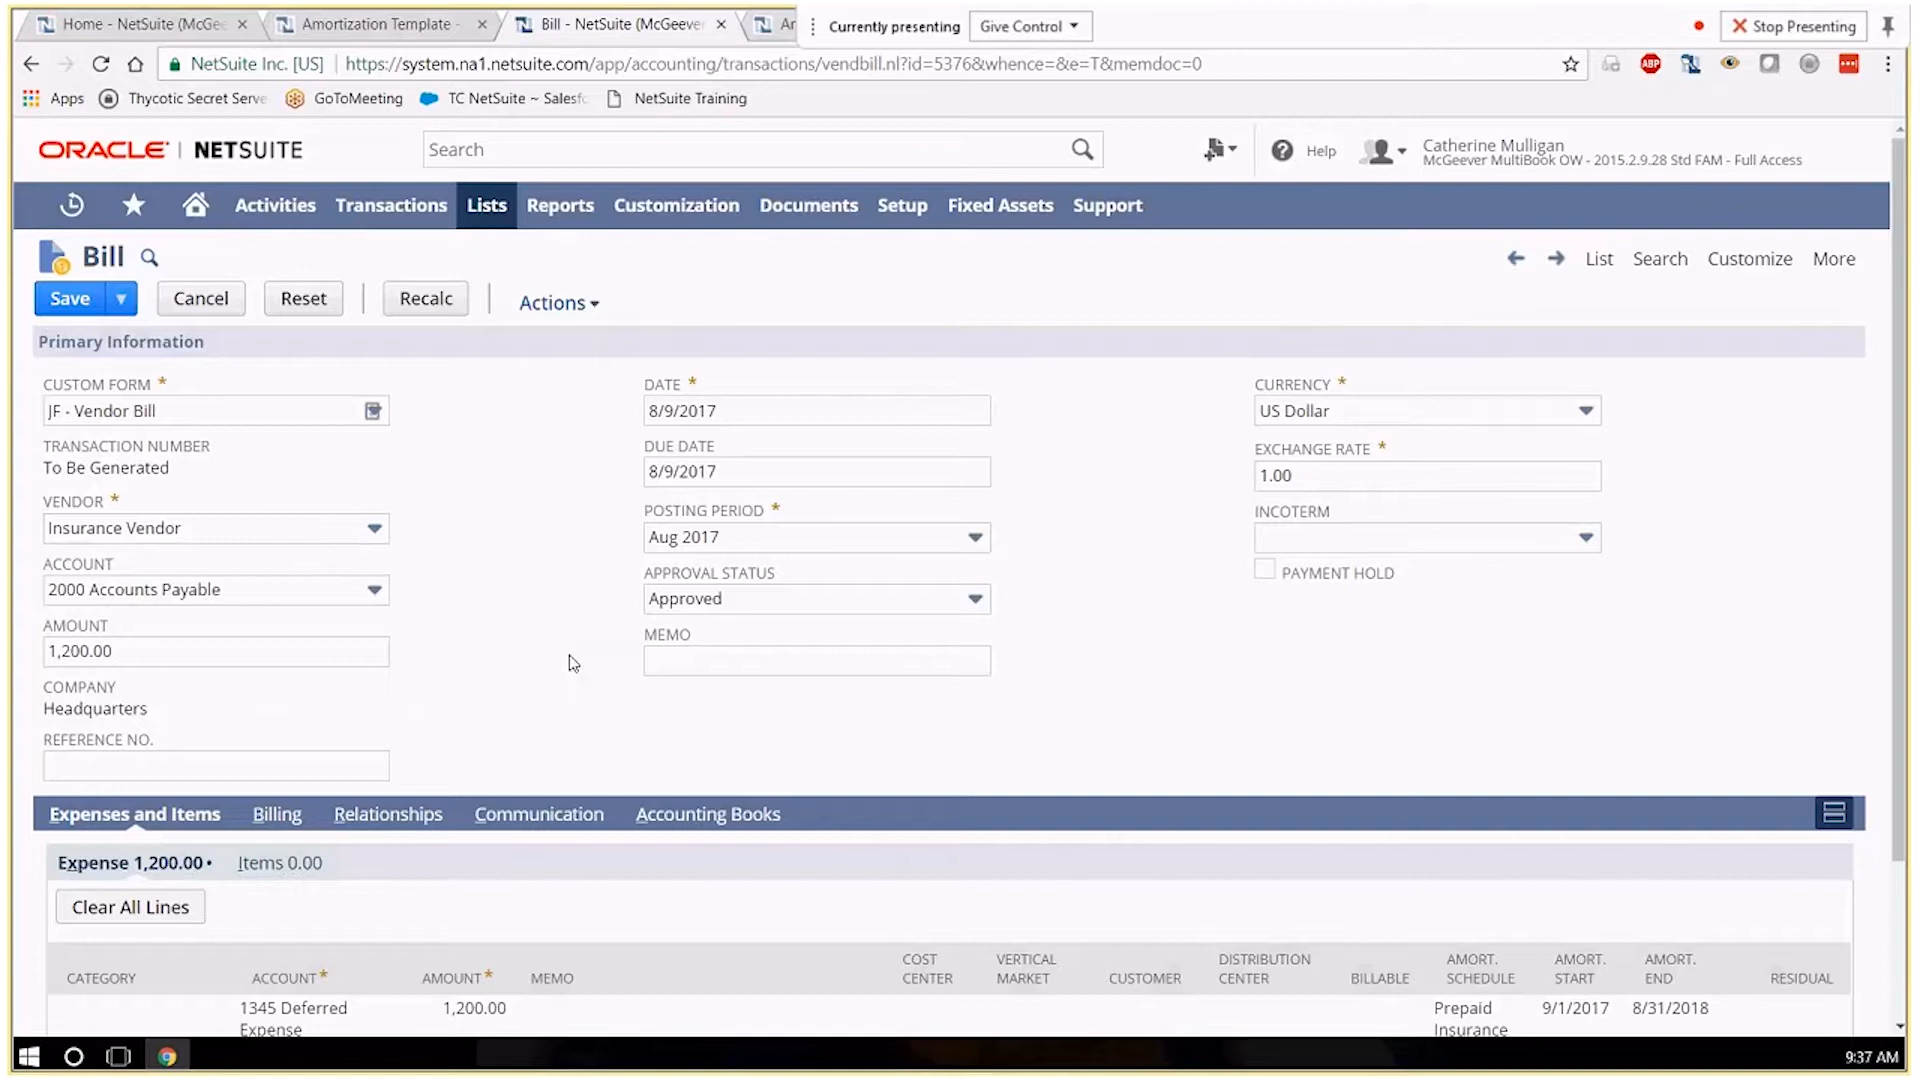 Home - NetSuite (McGee
Amortization Template -
Bill - NetSuite (McGeever
Currently presenting
Give Control
Stop Presenting
NetSuite Inc. [US]
https://system.na1.netsuite.com/app/accounting/transactions/vendbill.nl?id=5376&whence=&e=T&memdoc=0
ABP
Apps
Thycotic Secret Serve
GoToMeeting
TC NetSuite ~ Salesfo
NetSuite Training
ORACLE | NETSUITE
Search
Help
Catherine Mulligan
McGeever MultiBook OW - 2015.2.9.28 Std FAM - Full Access
Activities Transactions Lists Reports Customization Documents Setup Fixed Assets Support
Bill
List Search Customize More
Save Cancel Reset Recalc Actions
Primary Information
CUSTOM FORM *
JF - Vendor Bill
TRANSACTION NUMBER
To Be Generated
VENDOR *
Insurance Vendor
ACCOUNT
2000 Accounts Payable
AMOUNT
1,200.00
COMPANY
Headquarters
REFERENCE NO.
DATE *
8/9/2017
DUE DATE
8/9/2017
POSTING PERIOD *
Aug 2017
APPROVAL STATUS
Approved
MEMO
CURRENCY *
US Dollar
EXCHANGE RATE *
1.00
INCOTERM
PAYMENT HOLD
Expenses and Items Billing Relationships Communication Accounting Books
Expense 1,200.00 • Items 0.00
Clear All Lines
CATEGORY
ACCOUNT *
AMOUNT *
MEMO
COST
CENTER
VERTICAL
MARKET
CUSTOMER
DISTRIBUTION
CENTER
BILLABLE
AMORT.
SCHEDULE
AMORT.
START
AMORT.
END
RESIDUAL
1345 Deferred
Expense
1,200.00
Prepaid
Insurance
9/1/2017
8/31/2018
9:37 AM